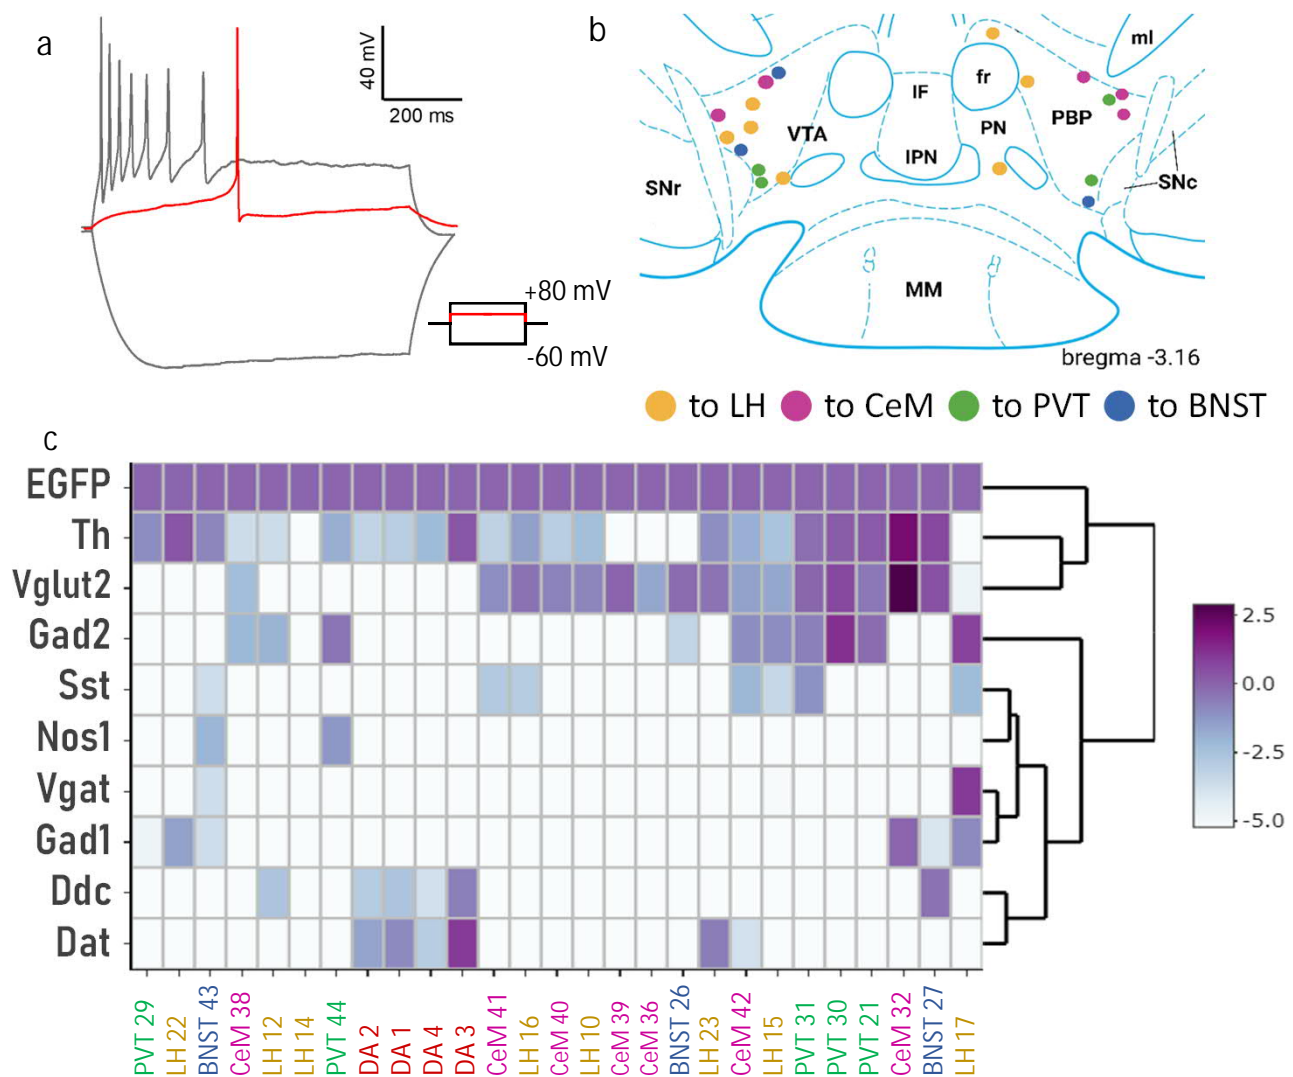 a
40 mV
200 ms
+80 mV
-60 mV
b
ml
fr
IF
VTA
PN
PBP
IPN
SNr
SNc
MM
bregma -3.16
to LH
to CeM
to PVT
to BNST
c
EGFP
Th
Vglut2
Gad2
Sst
Nos1
Vgat
Gad1
Ddc
Dat
2.5
0.0
-2.5
-5.0
PVT 29
LH 22
BNST 43
CeM 38
LH 12
LH 14
PVT 44
DA 2
DA 1
DA 4
DA 3
CeM 41
LH 16
CeM 40
LH 10
CeM 39
CeM 36
BNST 26
LH 23
CeM 42
LH 15
PVT 31
PVT 30
PVT 21
CeM 32
BNST 27
LH 17